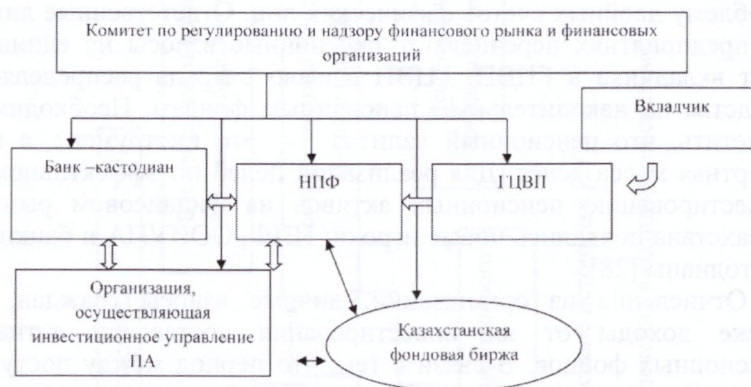 Комитет по регулированию и надзору финансового рынка и финансовых
организаций
Вкладчик
Банк -кастодиан
НПФ
ГЦВП
Организация,
осуществляющая
инвестиционное управление
ПА
Казахстанская
фондовая биржа